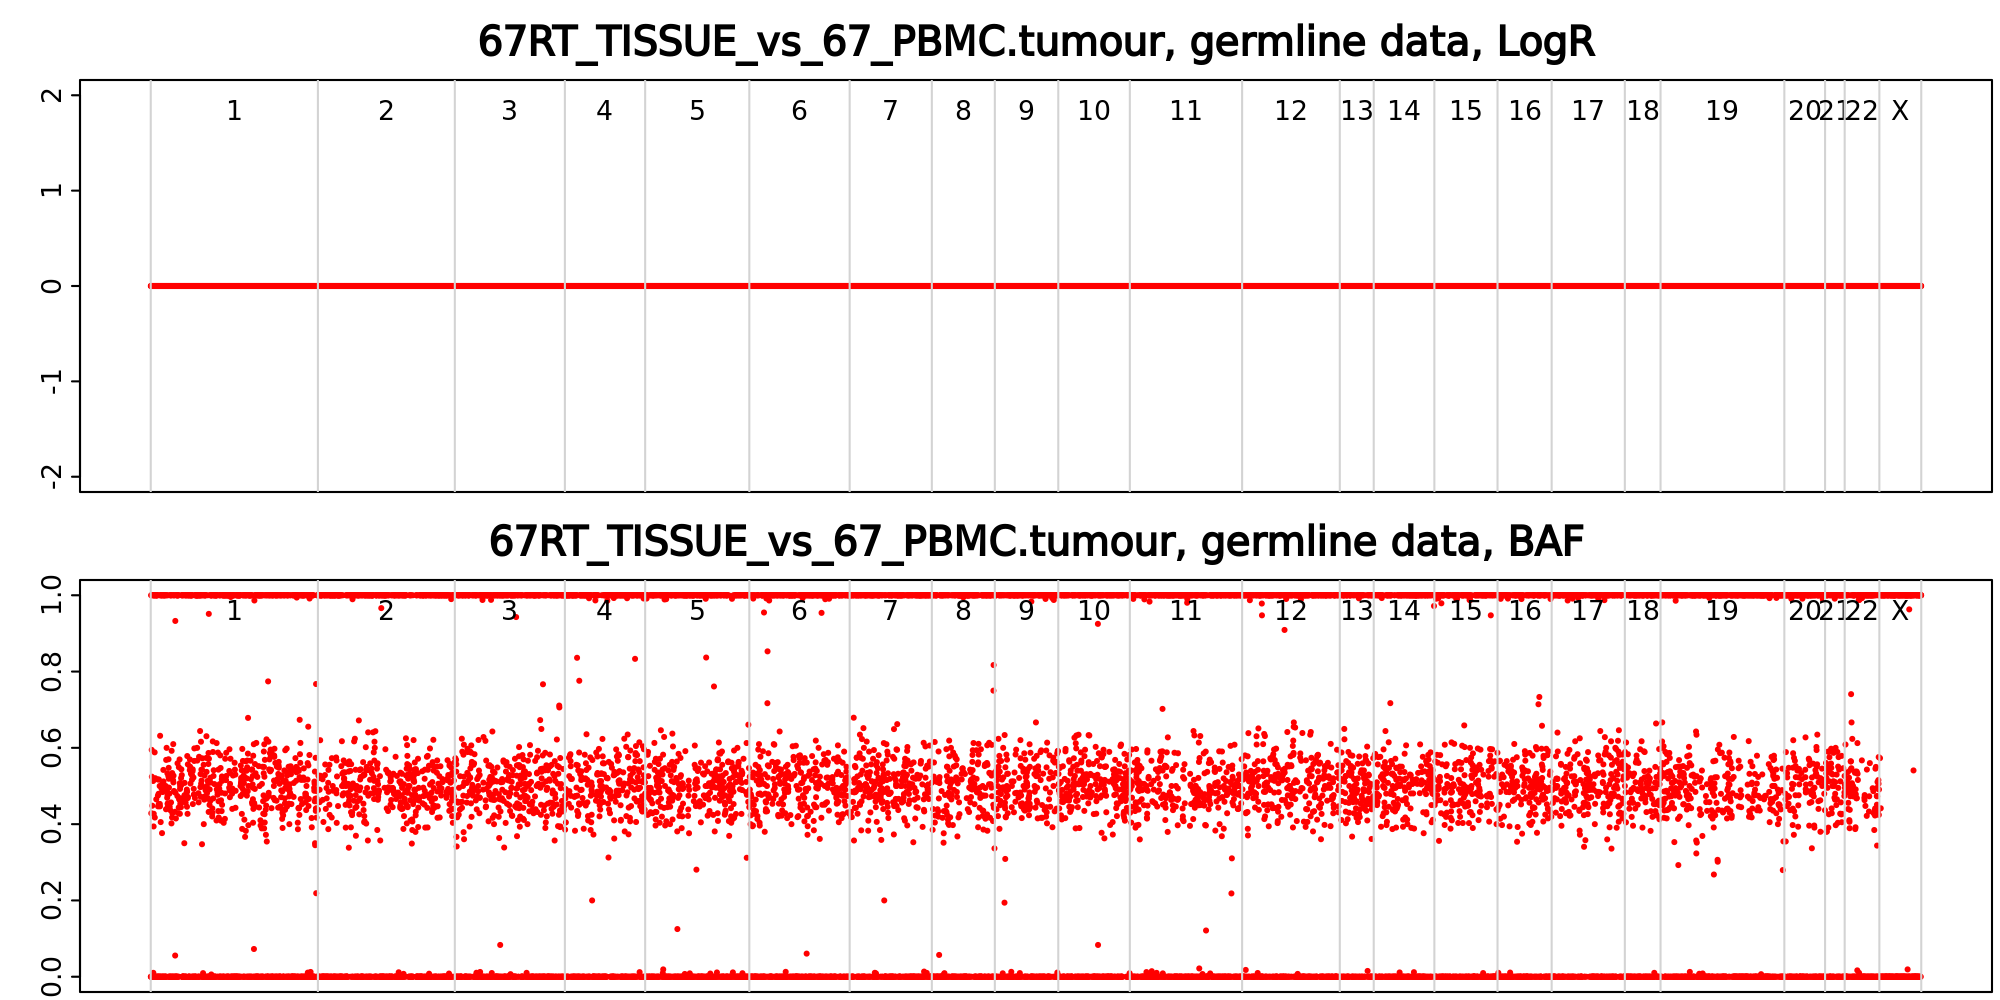 67RT_TISSUE_vs_67_PBMC.tumour, germline data, LogR
2
1 2 3 4 5 6 7 8 9 10 11 12 13 14 15 16 17 18 19 20 21 22 X
1
0
-1
-2
67RT_TISSUE_vs_67_PBMC.tumour, germline data, BAF
1.0
1 2 3 4 5 6 7 8 9 10 11 12 13 14 15 16 17 18 19 20 21 22 X
0.8
0.6
0.4
0.2
0.0